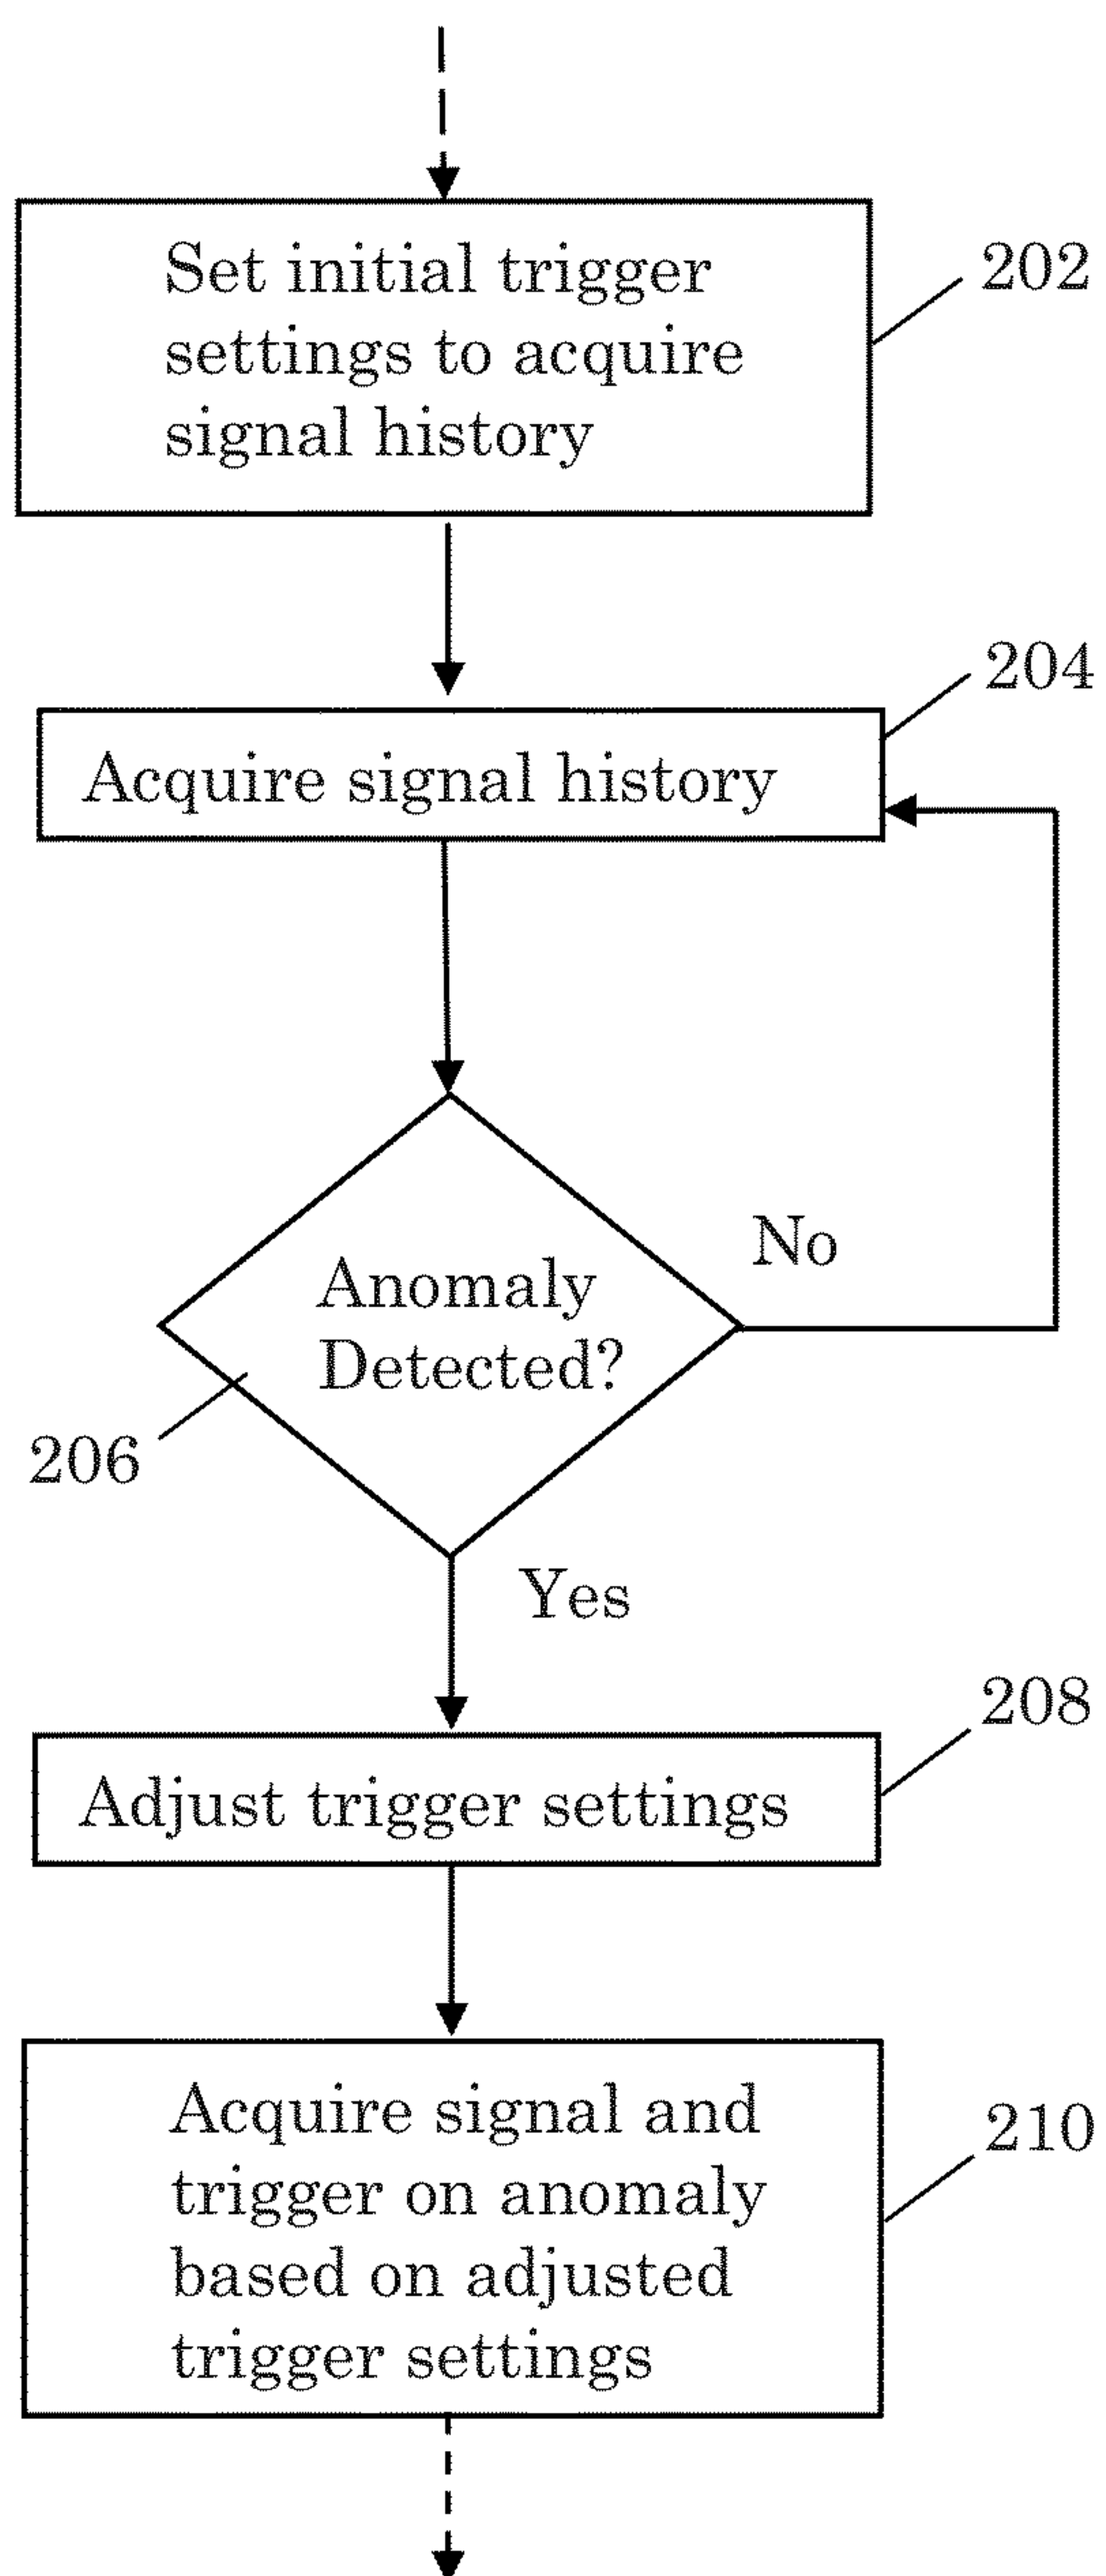 Set initial trigger
settings to acquire
signal history
202
204
Acquire signal history
No
Anomaly
Detected?
206
Yes
208
Adjust trigger settings
Acquire signal and
trigger on anomaly
based on adjusted
trigger settings
210